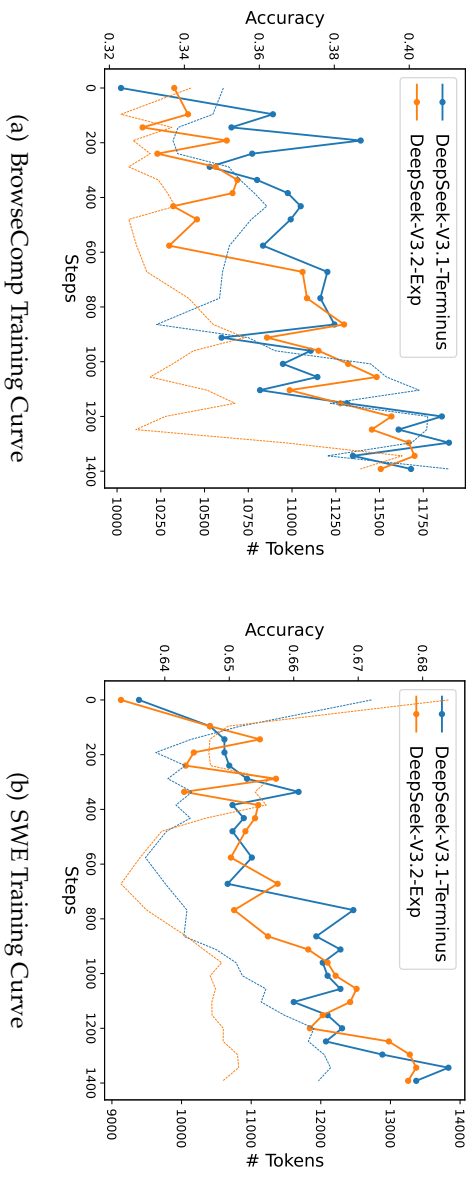 Accuracy
0.32 0.34 0.36 0.38 0.40
DeepSeek-V3.1-Terminus
DeepSeek-V3.2-Exp
0 200 400 600 800 1000 1200 1400
Steps
10000 10250 10500 10750 11000 11250 11500 11750
# Tokens
(a) BrowseComp Training Curve
Accuracy
0.64 0.65 0.66 0.67 0.68
DeepSeek-V3.1-Terminus
DeepSeek-V3.2-Exp
0 200 400 600 800 1000 1200 1400
Steps
9000 10000 11000 12000 13000 14000
# Tokens
(b) SWE Training Curve